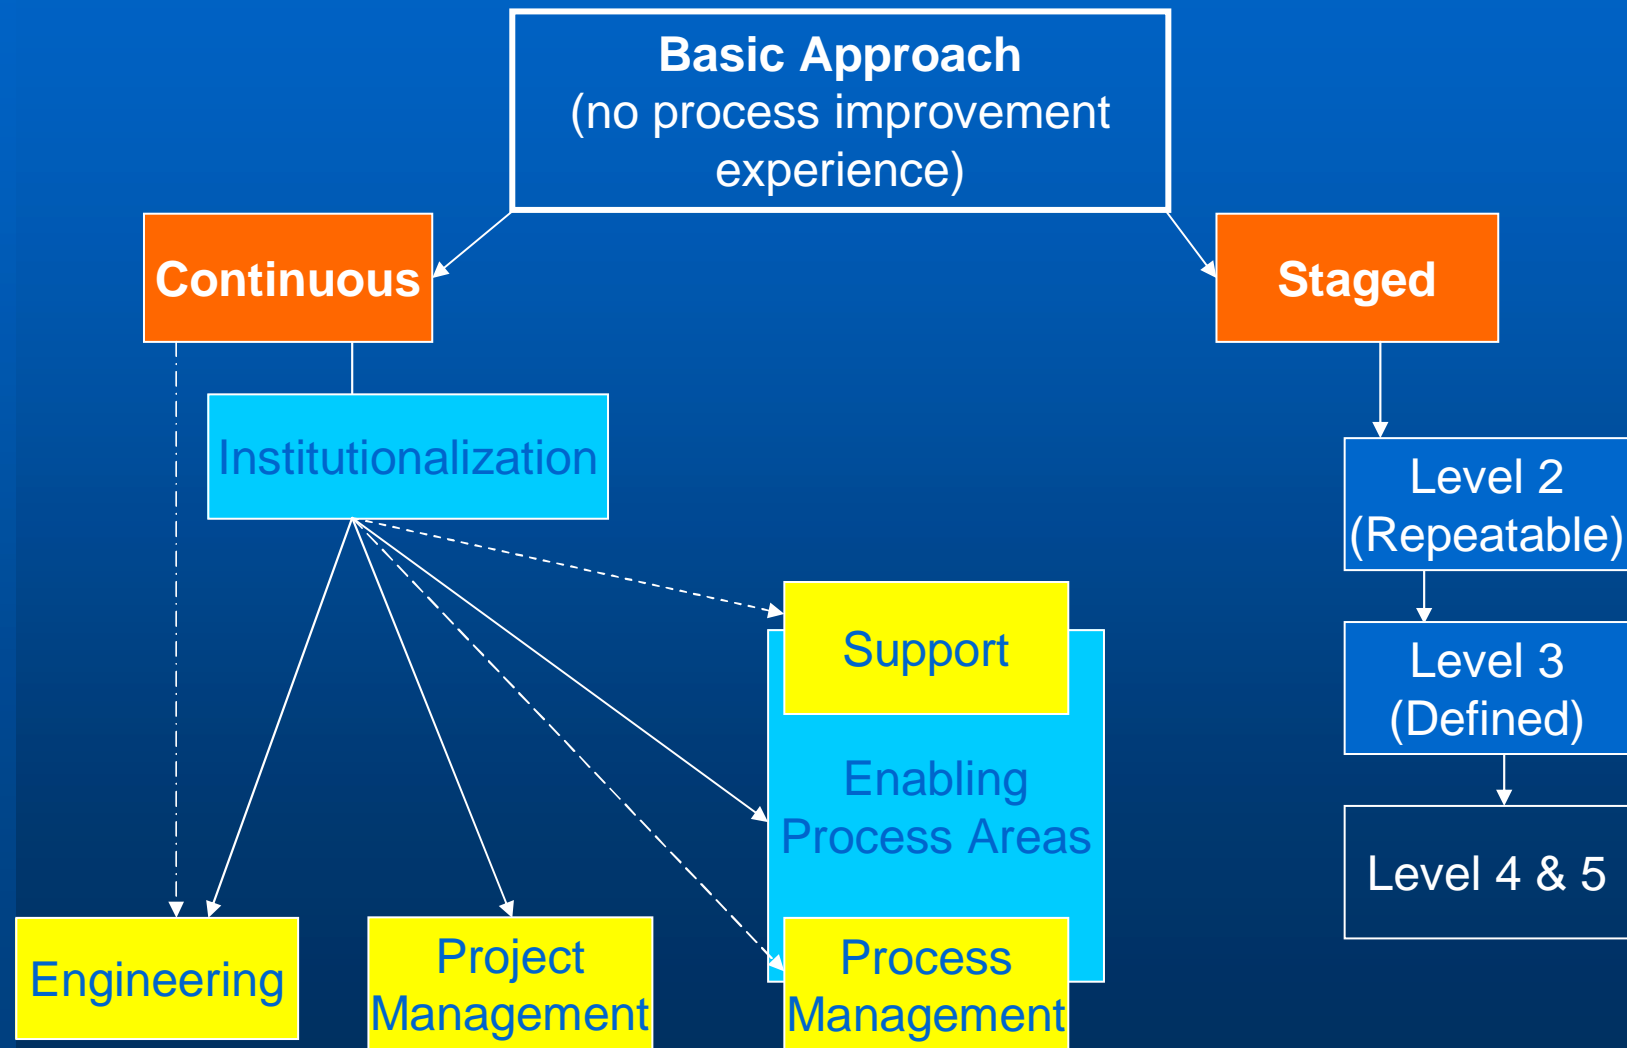 Basic Approach
(no process improvement
experience)
Continuous
Staged
Institutionalization
Level 2
(Repeatable)
Support
Level 3
(Defined)
Enabling
Process Areas
Level 4 & 5
Engineering
Project
Management
Process
Management